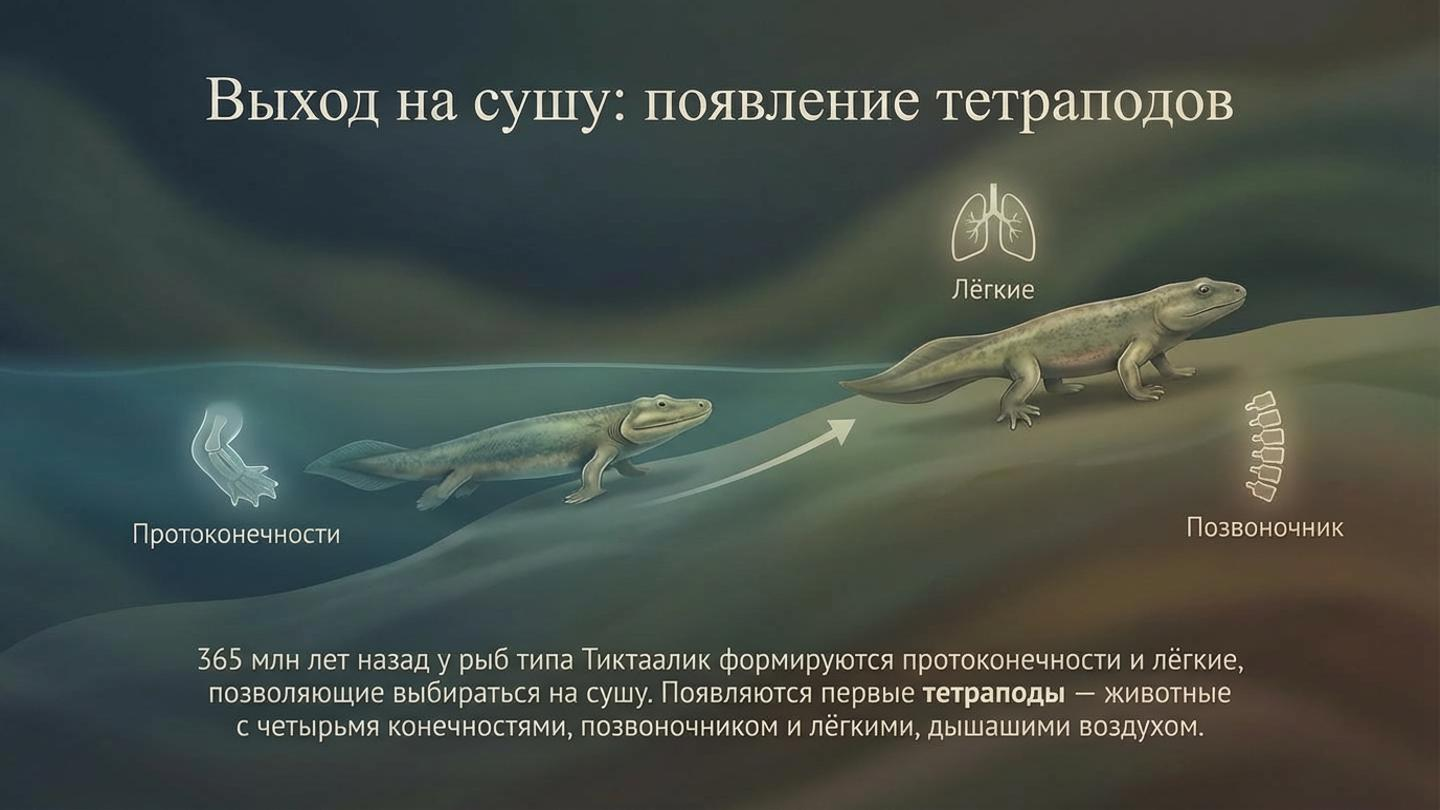 Выход на сушу: появление тетраподов
Лёгкие
Протоконечности
Позвоночник
365 млн лет назад у рыб типа Тиктаалик формируются протоконечности и лёгкие,
позволяющие выбираться на сушу. Появляются первые тетраподы — животные
с четырьмя конечностями, позвоночником и лёгкими, дышашими воздухом.